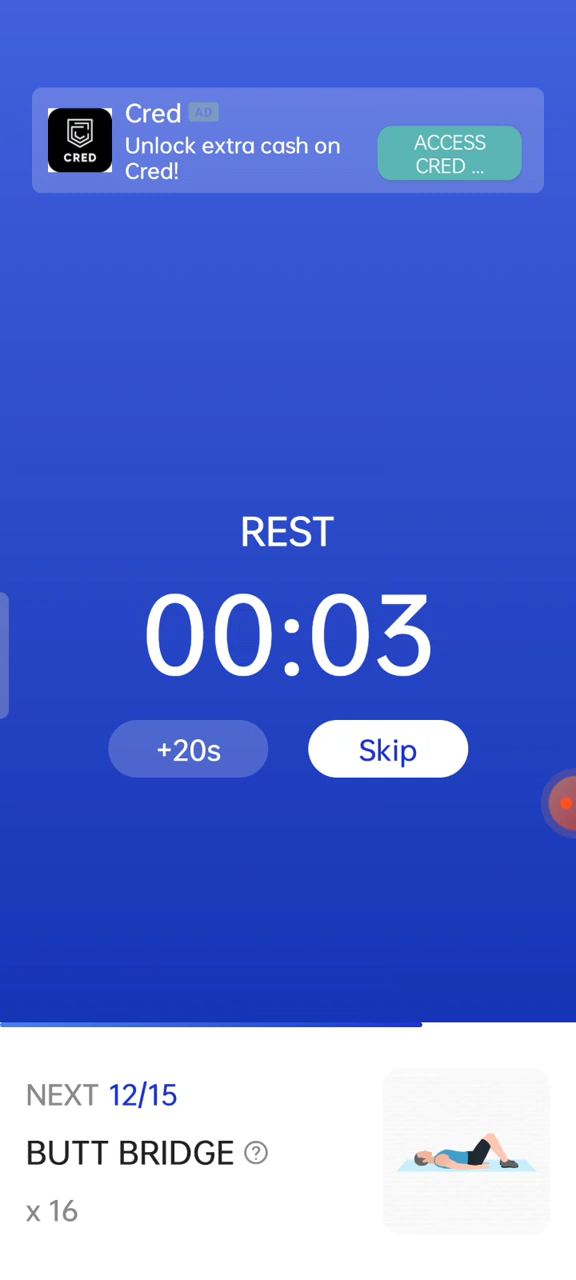 CRED
Cred AD
Unlock extra cash on
Cred!
ACCESS
CRED ...
REST
00:03
+20s
Skip
NEXT 12/15
BUTT BRIDGE ?
x 16